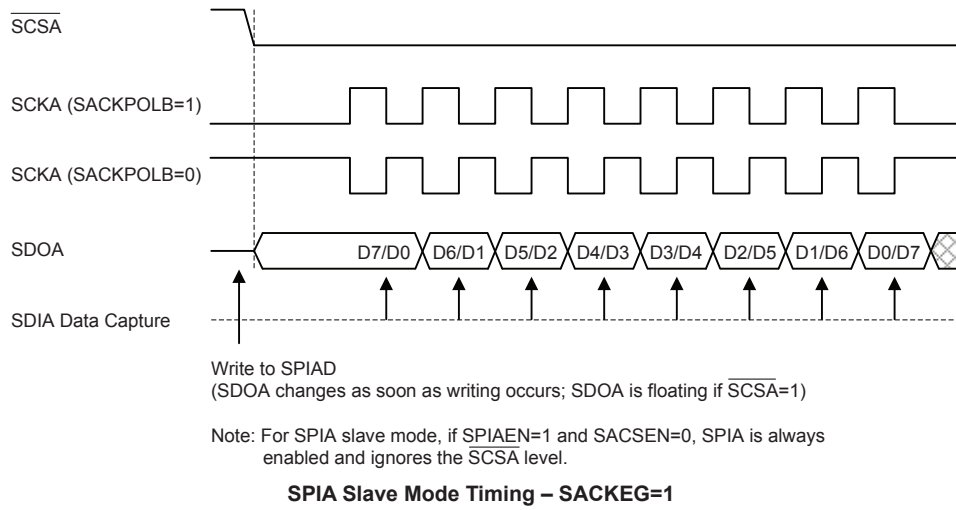 SCSA
SCKA (SACKPOLB=1)
SCKA (SACKPOLB=0)
SDOA
D7/D0 D6/D1 D5/D2 D4/D3 D3/D4 D2/D5 D1/D6 D0/D7
SDIA Data Capture
Write to SPIAD
(SDOA changes as soon as writing occurs; SDOA is floating if SCSA=1)
Note: For SPIA slave mode, if SPIAEN=1 and SACSEN=0, SPIA is always
enabled and ignores the SCSA level.
SPIA Slave Mode Timing – SACKEG=1